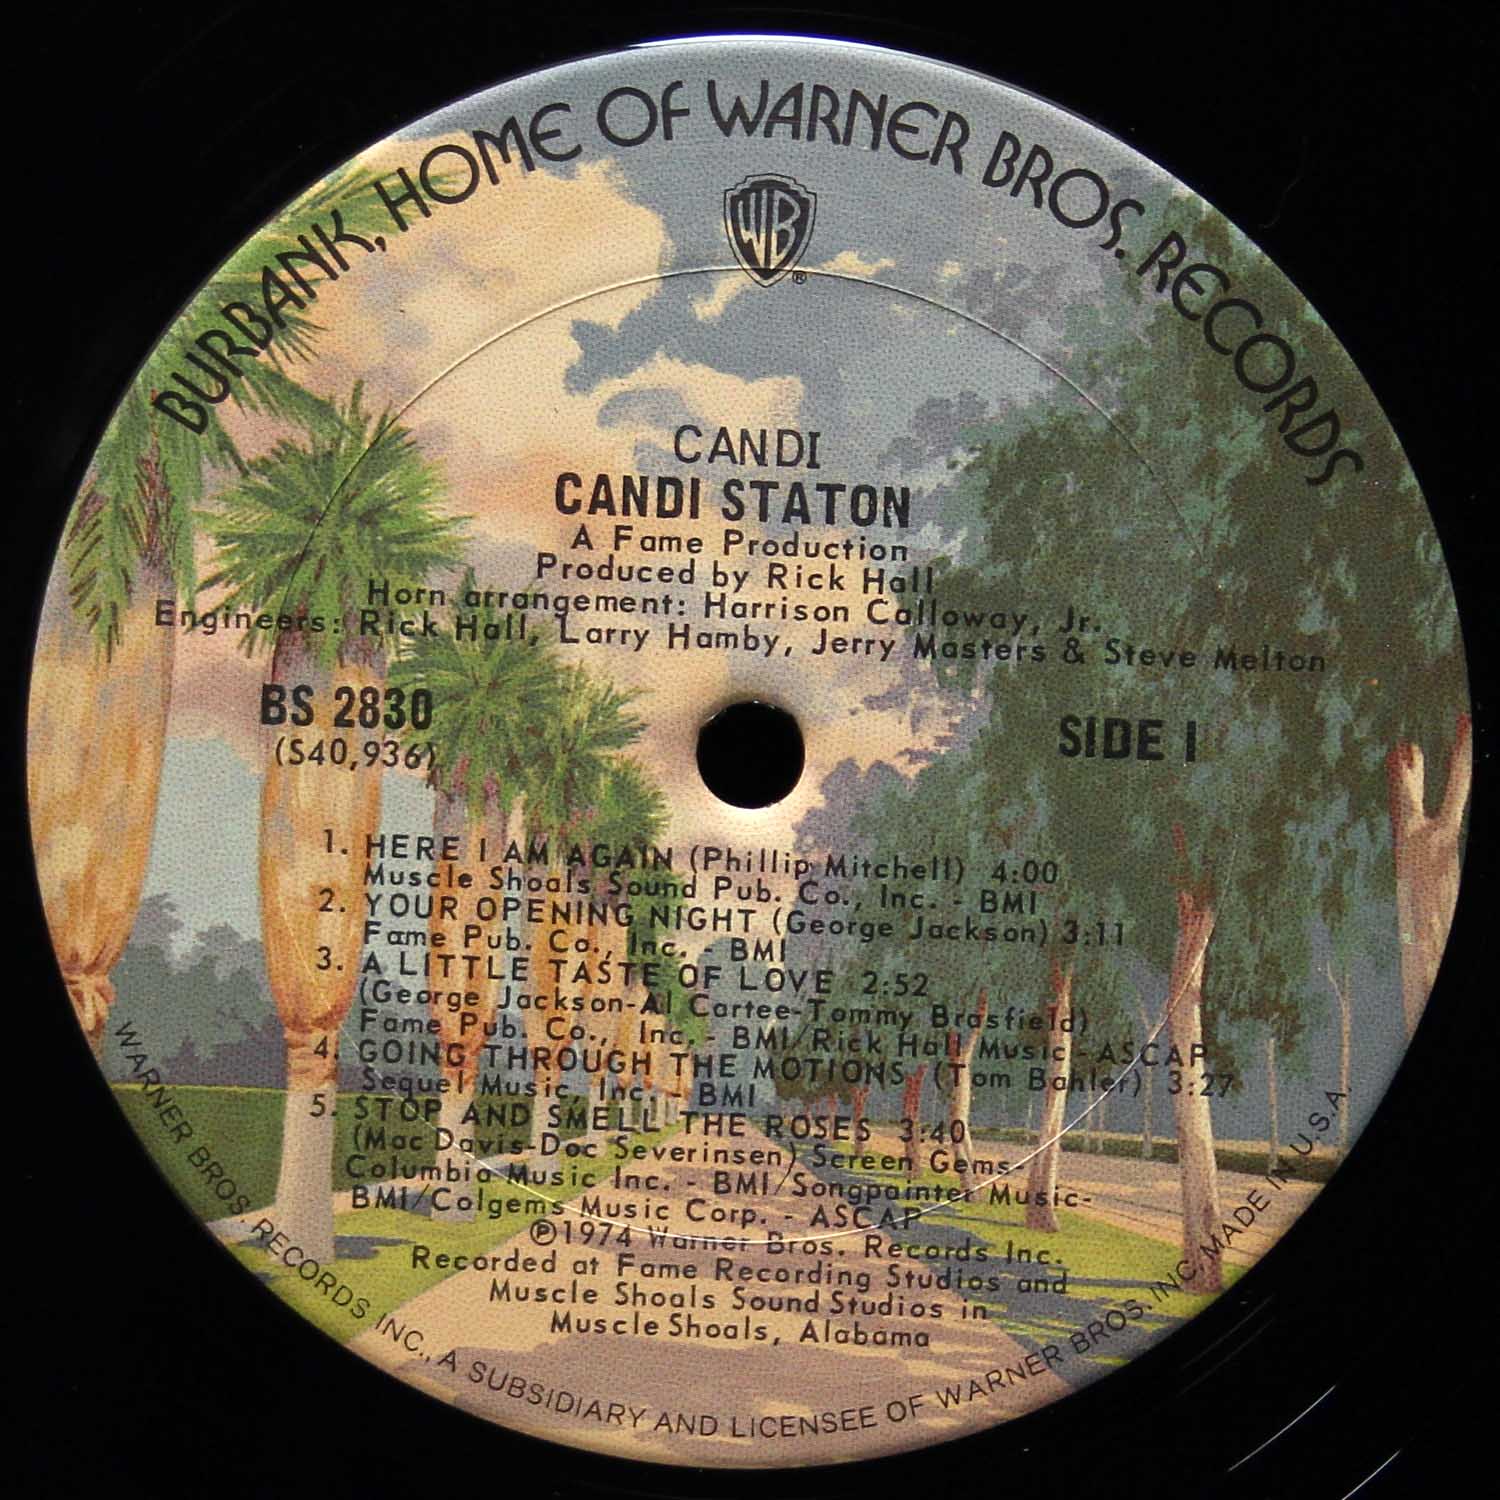 BURBANK, HOME OF WARNER BROS. RECORDS
WB
®
CANDI
CANDI STATON
A Fame Production
Produced by Rick Hall
Horn arrangement: Harrison Calloway, Jr.
Engineers: Rick Hall, Larry Hamby, Jerry Masters & Steve Melton
BS 2830
(S40,936)
SIDE 1
1. HERE I AM AGAIN (Phillip Mitchell) 4:00
Muscle Shoals Sound Pub. Co., Inc. - BMI
2. YOUR OPENING NIGHT (George Jackson) 3:11
Fame Pub. Co., Inc. - BMI
3. A LITTLE TASTE OF LOVE 2:52
(George Jackson-Al Cartee-Tommy Brasfield)
Fame Pub. Co., Inc. - BMI/Rick Hall Music - ASCAP
4. GOING THROUGH THE MOTIONS (Tom Bahler) 3:27
Sequel Music, Inc. - BMI
5. STOP AND SMELL THE ROSES 3:40
(Mac Davis-Doc Severinsen) Screen Gems-
Columbia Music Inc. - BMI/Songpainter Music-
BMI/Colgems Music Corp. - ASCAP
℗1974 Warner Bros. Records Inc.
Recorded at Fame Recording Studios and
Muscle Shoals Sound Studios in
Muscle Shoals, Alabama
WARNER BROS. RECORDS INC., A SUBSIDIARY AND LICENSEE OF WARNER BROS. INC. MADE IN U.S.A.